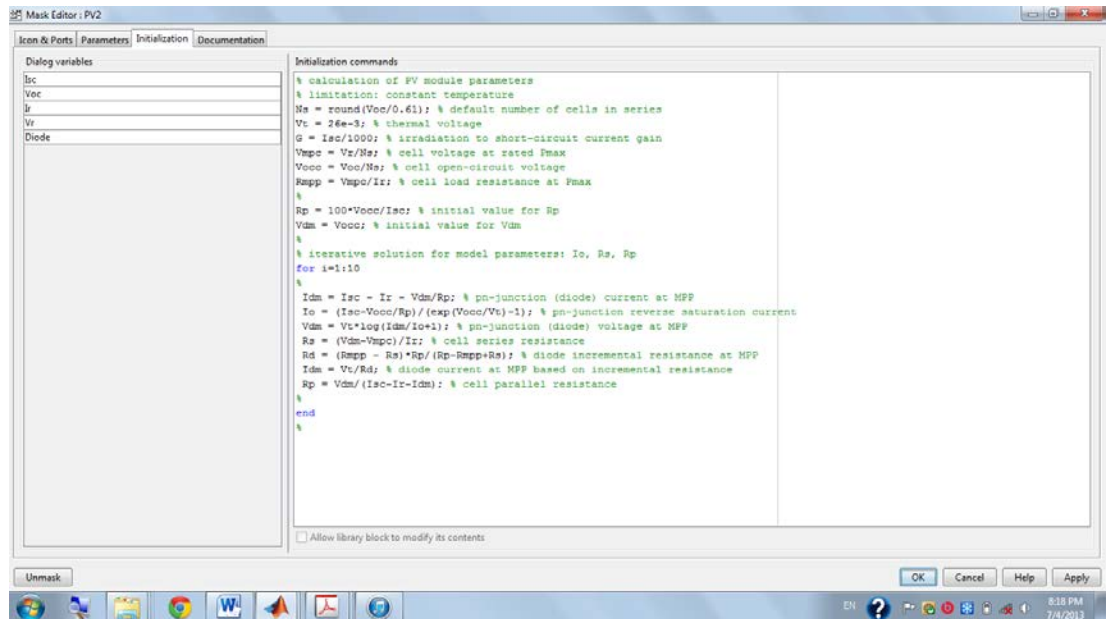 Mask Editor : PV2
Icon & Ports Parameters Initialization Documentation
Dialog variables
Isc
Voc
Ir
Vr
Diode
Initialization commands
% calculation of PV module parameters
% limitation: constant temperature
Ns = round(Voc/0.61); % default number of cells in series
Vt = 26e-3; % thermal voltage
G = Isc/1000; % irradiation to short-circuit current gain
Vmpc = Vr/Ns; % cell voltage at rated Pmax
Vocc = Voc/Ns; % cell open-circuit voltage
Rmpp = Vmpc/Ir; % cell load resistance at Pmax
%
Rp = 100*Vocc/Isc; % initial value for Rp
Vdm = Vocc; % initial value for Vdm
%
% iterative solution for model parameters: Io, Rs, Rp
for i=1:10
%
Idm = Isc - Ir - Vdm/Rp; % pn-junction (diode) current at MPP
Io = (Isc-Vocc/Rp)/(exp(Vocc/Vt)-1); % pn-junction reverse saturation current
Vdm = Vt*log(Idm/Io+1); % pn-junction (diode) voltage at MPP
Rs = (Vdm-Vmpc)/Ir; % cell series resistance
Rd = (Rmpp - Rs)*Rp/(Rp-Rmpp+Rs); % diode incremental resistance at MPP
Idm = Vt/Rd; % diode current at MPP based on incremental resistance
Rp = Vdm/(Isc-Ir-Idm); % cell parallel resistance
%
end
%
Allow library block to modify its contents
Unmask
OK Cancel Help Apply
W
EN
8:18 PM
7/4/2013